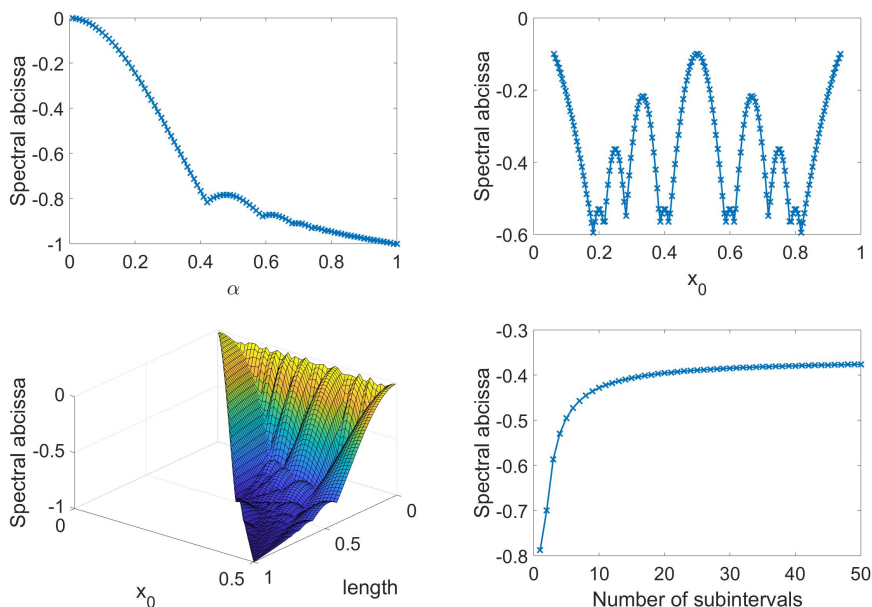 0
-0.2
-0.4
-0.6
-0.8
-1
Spectral abcissa
0 0.2 0.4 0.6 0.8 1
α
0
-0.2
-0.4
-0.6
Spectral abcissa
0 0.2 0.4 0.6 0.8 1
x₀
0
-0.5
-1
Spectral abcissa
0
0.5
x₀
1
0.5
0
length
-0.3
-0.4
-0.5
-0.6
-0.7
-0.8
Spectral abcissa
0 10 20 30 40 50
Number of subintervals